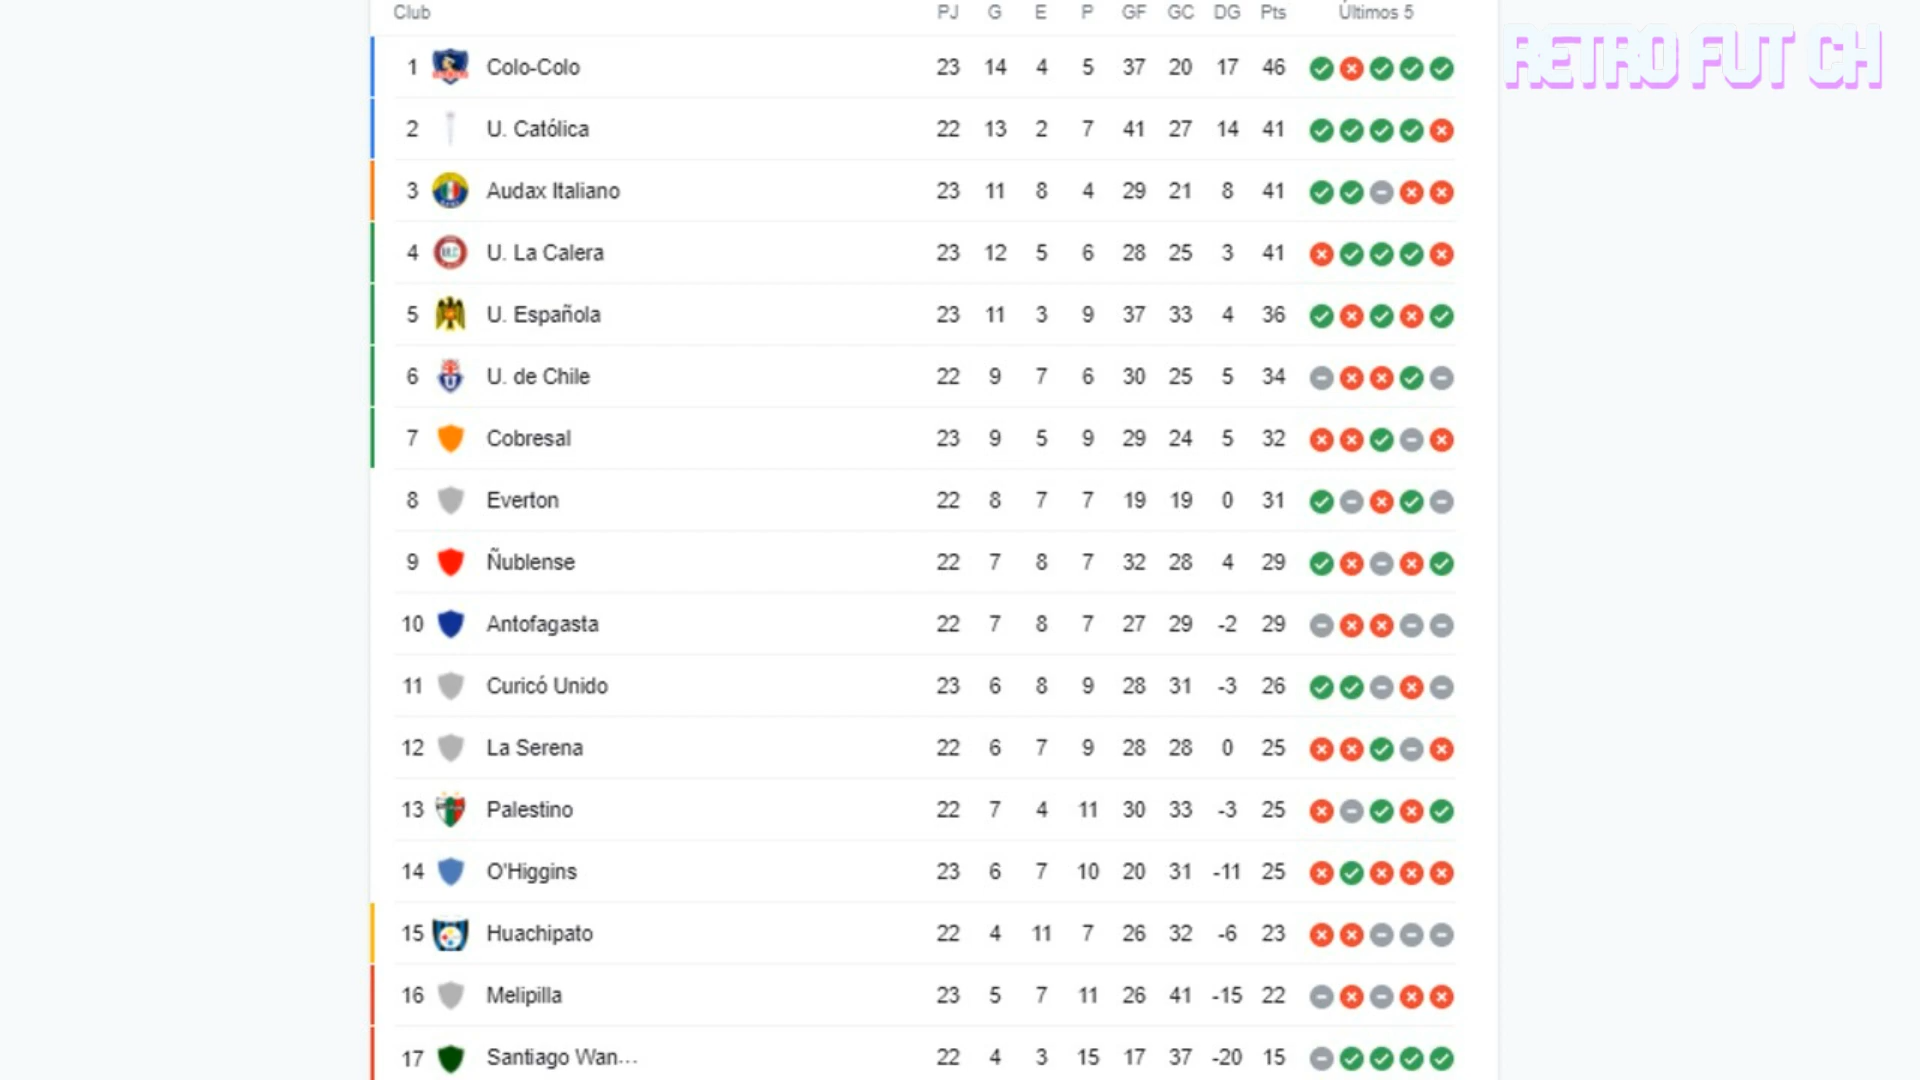 Club PJ G E P GF GC DG Pts Últimos 5
RETRO FUT CH
1 Colo-Colo 23 14 4 5 37 20 17 46
2 U. Católica 22 13 2 7 41 27 14 41
3 Audax Italiano 23 11 8 4 29 21 8 41
4 U. La Calera 23 12 5 6 28 25 3 41
5 U. Española 23 11 3 9 37 33 4 36
6 U. de Chile 22 9 7 6 30 25 5 34
7 Cobresal 23 9 5 9 29 24 5 32
8 Everton 22 8 7 7 19 19 0 31
9 Ñublense 22 7 8 7 32 28 4 29
10 Antofagasta 22 7 8 7 27 29 -2 29
11 Curicó Unido 23 6 8 9 28 31 -3 26
12 La Serena 22 6 7 9 28 28 0 25
13 Palestino 22 7 4 11 30 33 -3 25
14 O'Higgins 23 6 7 10 20 31 -11 25
15 Huachipato 22 4 11 7 26 32 -6 23
16 Melipilla 23 5 7 11 26 41 -15 22
17 Santiago Wan... 22 4 3 15 17 37 -20 15